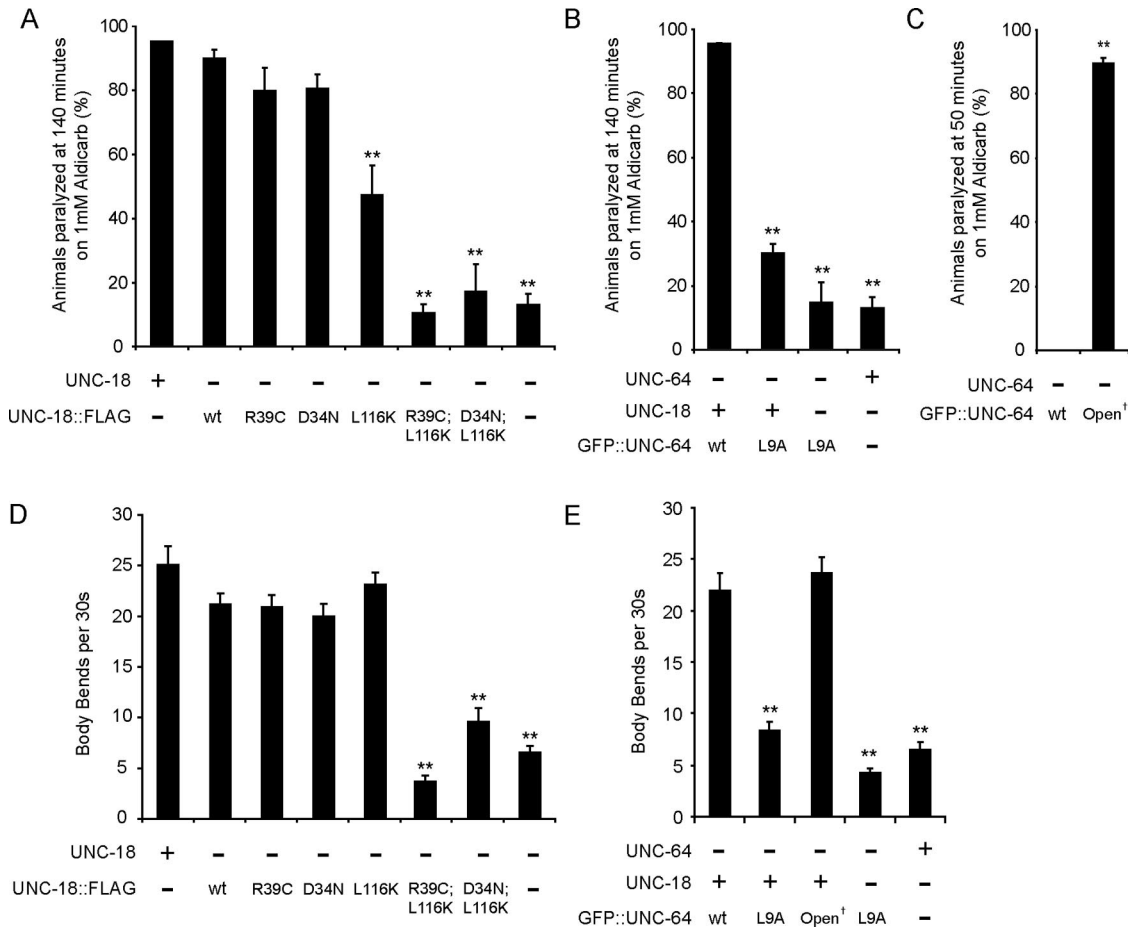 A
Animals paralyzed at 140 minutes
on 1mM Aldicarb (%)
100
80
60
40
20
0
**
**
**
**
UNC-18 + – – – – – – –
UNC-18::FLAG – wt R39C D34N L116K R39C; L116K D34N; L116K –
B
Animals paralyzed at 140 minutes
on 1mM Aldicarb (%)
100
80
60
40
20
0
**
**
**
UNC-64 – – – +
UNC-18 + + – –
GFP::UNC-64 wt L9A L9A –
C
Animals paralyzed at 50 minutes
on 1mM Aldicarb (%)
100
80
60
40
20
0
**
UNC-64 – –
GFP::UNC-64 wt Open†
D
Body Bends per 30s
30
25
20
15
10
5
0
**
**
**
UNC-18 + – – – – – – –
UNC-18::FLAG – wt R39C D34N L116K R39C; L116K D34N; L116K –
E
Body Bends per 30s
30
25
20
15
10
5
0
**
**
**
UNC-64 – – – – +
UNC-18 + + + – –
GFP::UNC-64 wt L9A Open† L9A –